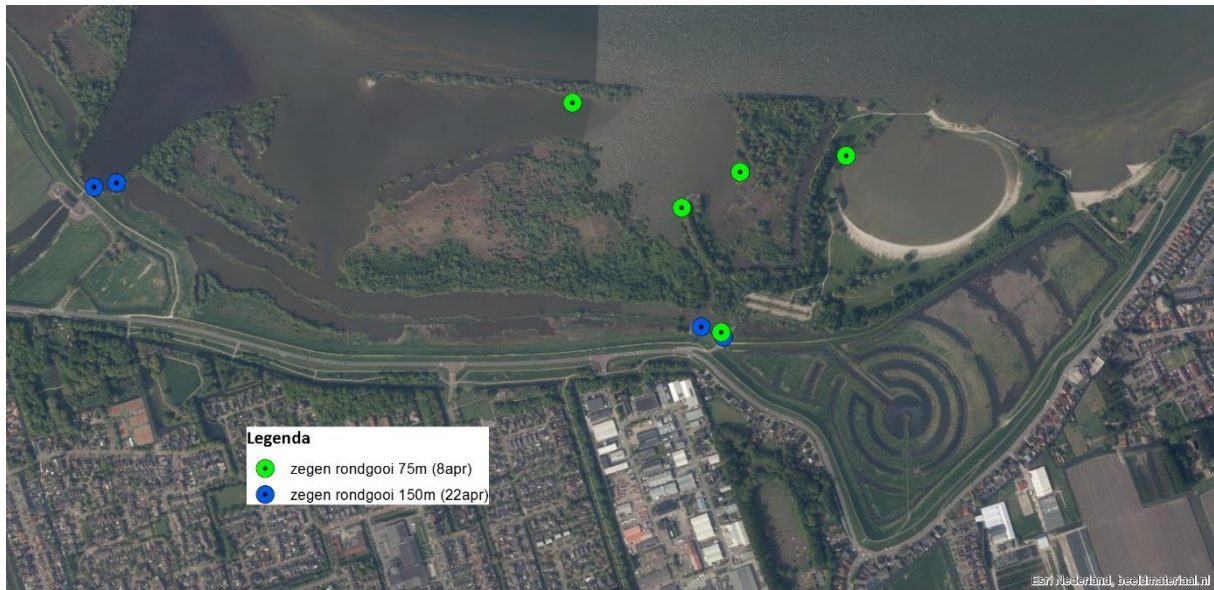 Legenda
zegen rondgooi 75m (8apr)
zegen rondgooi 150m (22apr)
Esri Nederland, beeldmateriaal.nl